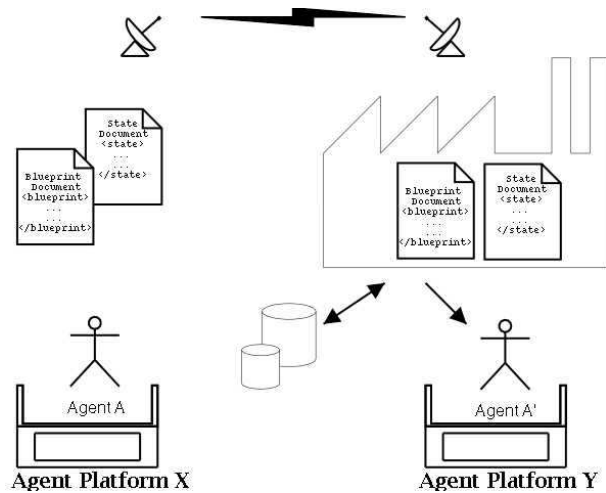 State
Document
<state>
...
...
</state>
Blueprint
Document
<blueprint>
...
...
</blueprint>
Blueprint
Document
<blueprint>
...
...
</blueprint>
State
Document
<state>
...
...
</state>
Agent A
Agent Platform X
Agent A'
Agent Platform Y